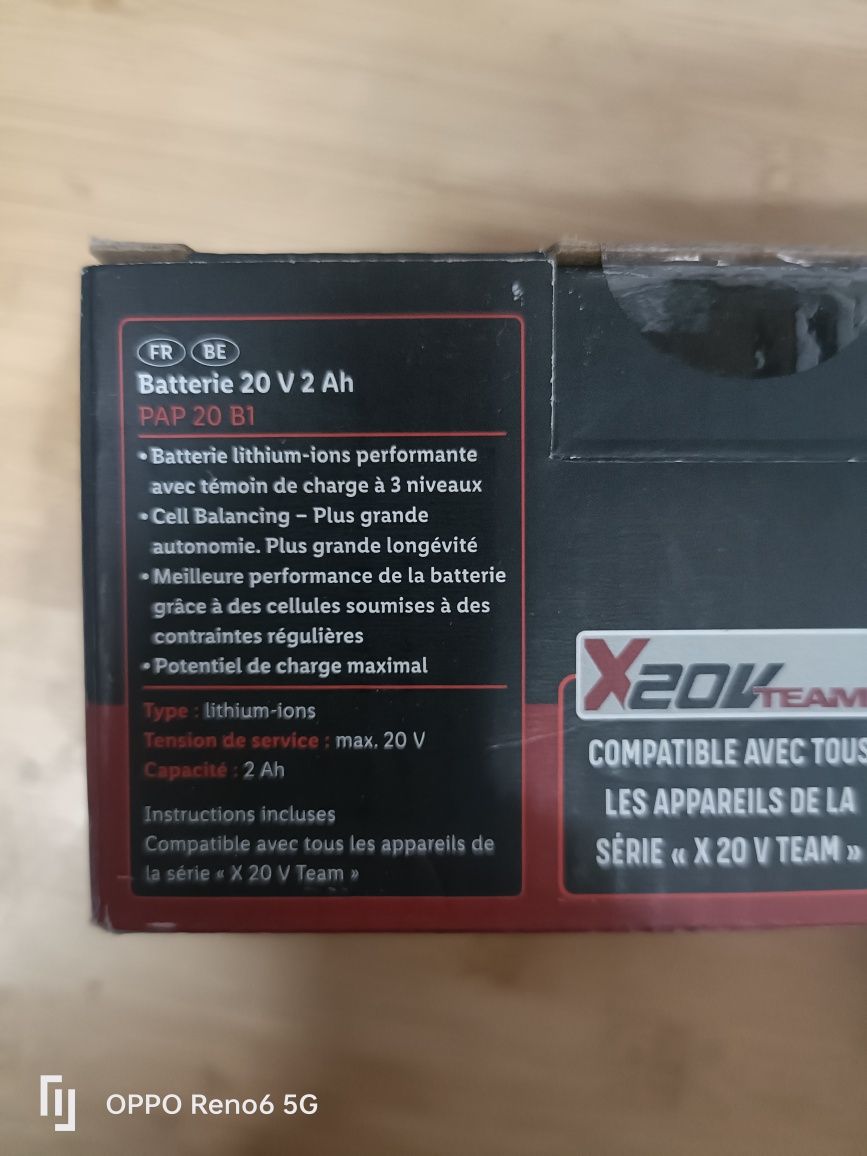 FR BE
Batterie 20 V 2 Ah
PAP 20 B1
•Batterie lithium-ions performante
avec témoin de charge à 3 niveaux
•Cell Balancing – Plus grande
autonomie. Plus grande longévité
•Meilleure performance de la batterie
grâce à des cellules soumises à des
contraintes régulières
•Potentiel de charge maximal
Type : lithium-ions
Tension de service : max. 20 V
Capacité : 2 Ah
Instructions incluses
Compatible avec tous les appareils de
la série « X 20 V Team »
X20V TEAM
COMPATIBLE AVEC TOUS
LES APPAREILS DE LA
SÉRIE « X 20 V TEAM »
OPPO Reno6 5G